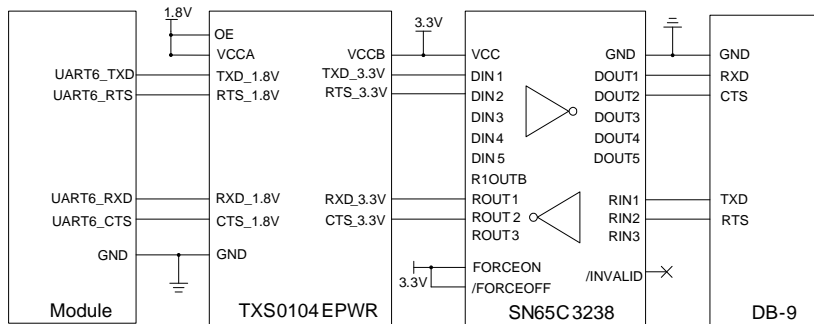 1.8V
OE
VCCA
UART6_TXD
TXD_1.8V
UART6_RTS
RTS_1.8V
UART6_RXD
RXD_1.8V
UART6_CTS
CTS_1.8V
GND
GND
Module
VCCB
TXD_3.3V
RTS_3.3V
RXD_3.3V
CTS_3.3V
TXS0104EPWR
3.3V
VCC
DIN1
DIN2
DIN3
DIN4
DIN5
R1OUTB
ROUT1
ROUT2
ROUT3
3.3V
FORCEON
/FORCEOFF
GND
DOUT1
DOUT2
DOUT3
DOUT4
DOUT5
RIN1
RIN2
RIN3
/INVALID
SN65C3238
GND
RXD
CTS
TXD
RTS
DB-9